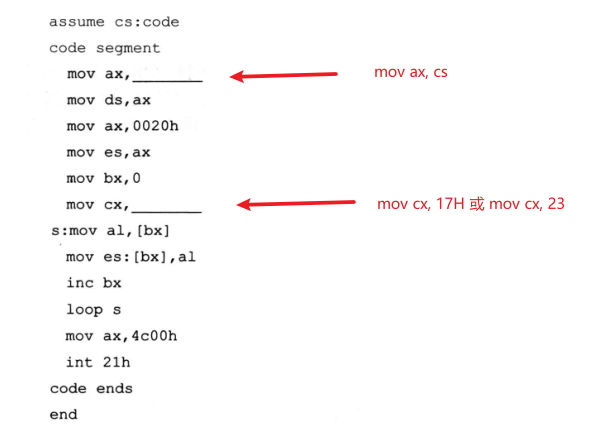 assume cs:code
code segment
mov ax,________ mov ax, cs
mov ds,ax
mov ax,0020h
mov es,ax
mov bx,0
mov cx,________ mov cx, 17H 或 mov cx, 23
s:mov al,[bx]
mov es:[bx],al
inc bx
loop s
mov ax,4c00h
int 21h
code ends
end